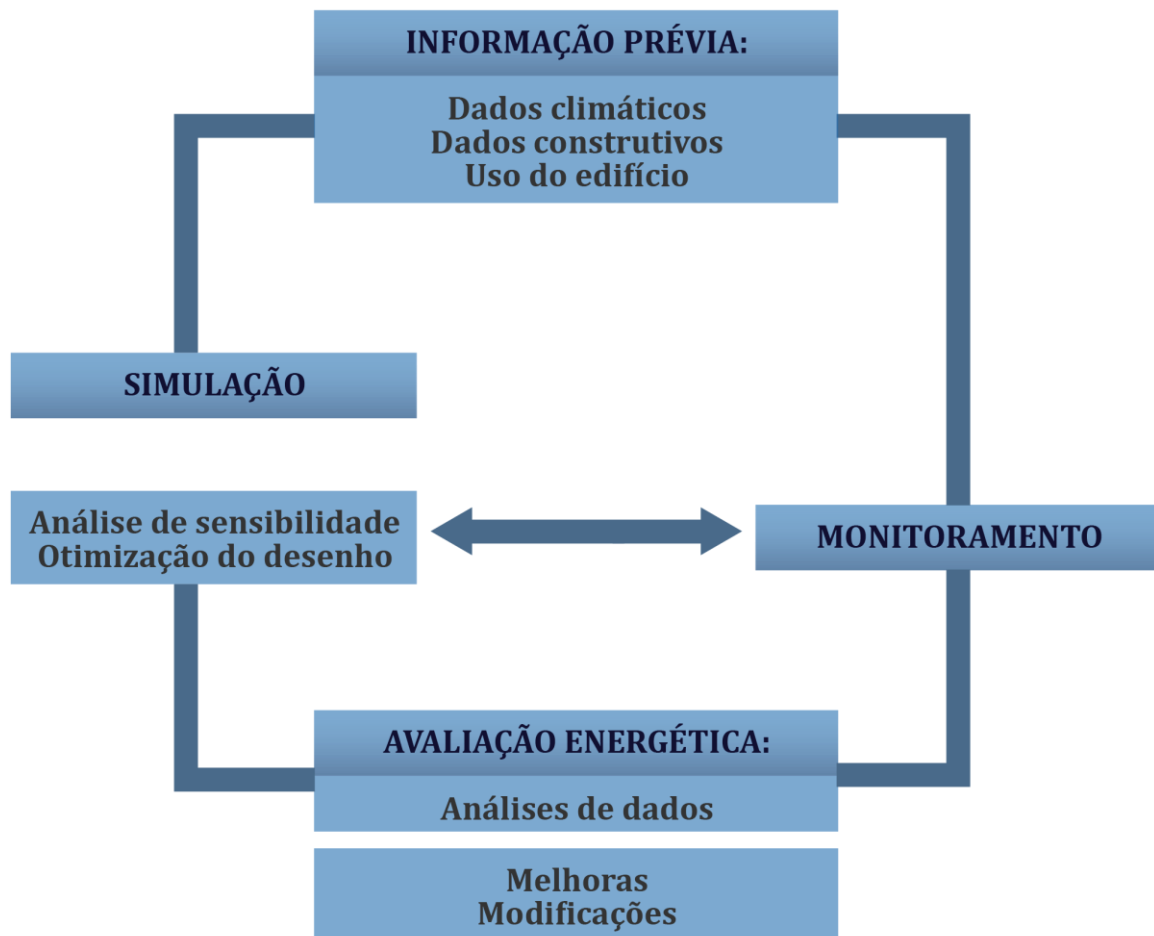 INFORMAÇÃO PRÉVIA:
Dados climáticos
Dados construtivos
Uso do edifício
SIMULAÇÃO
Análise de sensibilidade
Otimização do desenho
MONITORAMENTO
AVALIAÇÃO ENERGÉTICA:
Análises de dados
Melhoras
Modificações